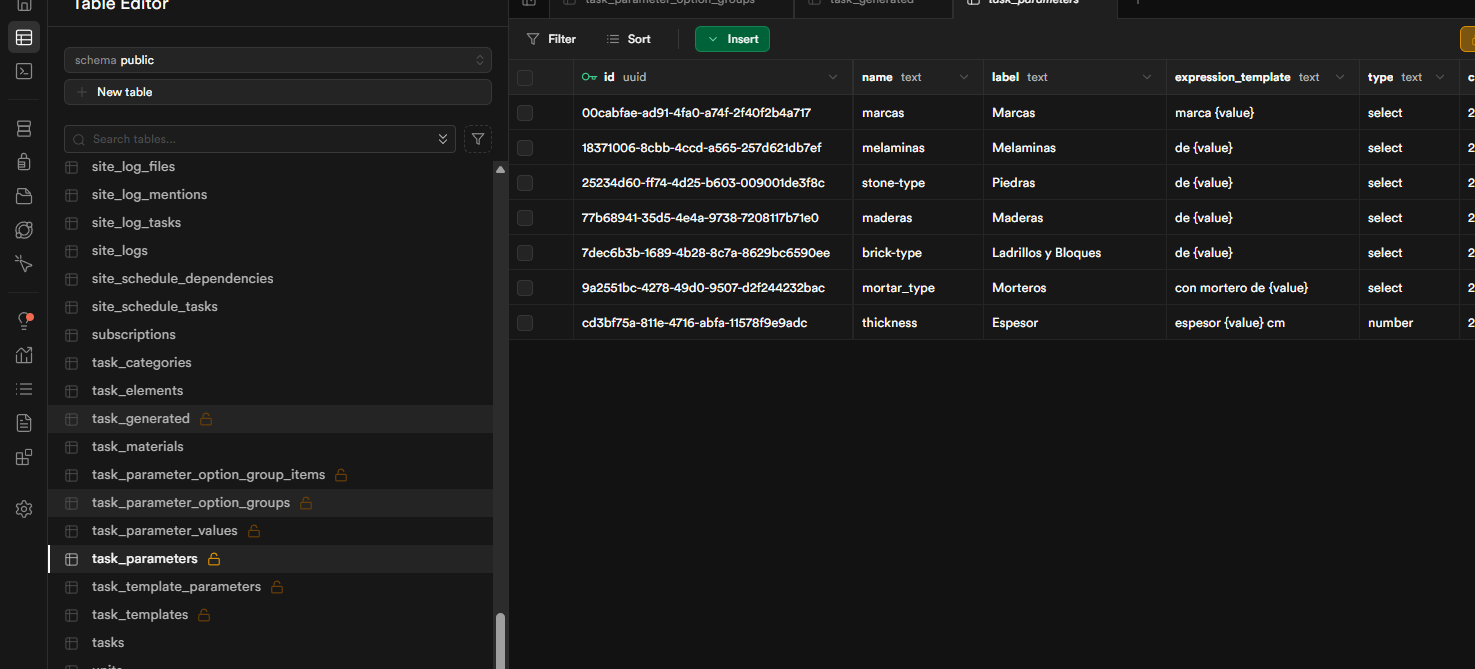 Table Editor
schema public
New table
Search tables...
site_log_files
site_log_mentions
site_log_tasks
site_logs
site_schedule_dependencies
site_schedule_tasks
subscriptions
task_categories
task_elements
task_generated
task_materials
task_parameter_option_group_items
task_parameter_option_groups
task_parameter_values
task_parameters
task_template_parameters
task_templates
tasks
units
task_parameter_option_groups task_generated task_parameters
Filter Sort Insert
id uuid name text label text expression_template text type text c
00cabfae-ad91-4fa0-a74f-2f40f2b4a717 marcas Marcas marca {value} select 2
18371006-8cbb-4ccd-a565-257d621db7ef melaminas Melaminas de {value} select 2
25234d60-ff74-4d25-b603-009001de3f8c stone-type Piedras de {value} select 2
77b68941-35d5-4e4a-9738-7208117b71e0 maderas Maderas de {value} select 2
7dec6b3b-1689-4b28-8c7a-8629bc6590ee brick-type Ladrillos y Bloques de {value} select 2
9a2551bc-4278-49d0-9507-d2f244232bac mortar_type Morteros con mortero de {value} select 2
cd3bf75a-811e-4716-abfa-11578f9e9adc thickness Espesor espesor {value} cm number 2